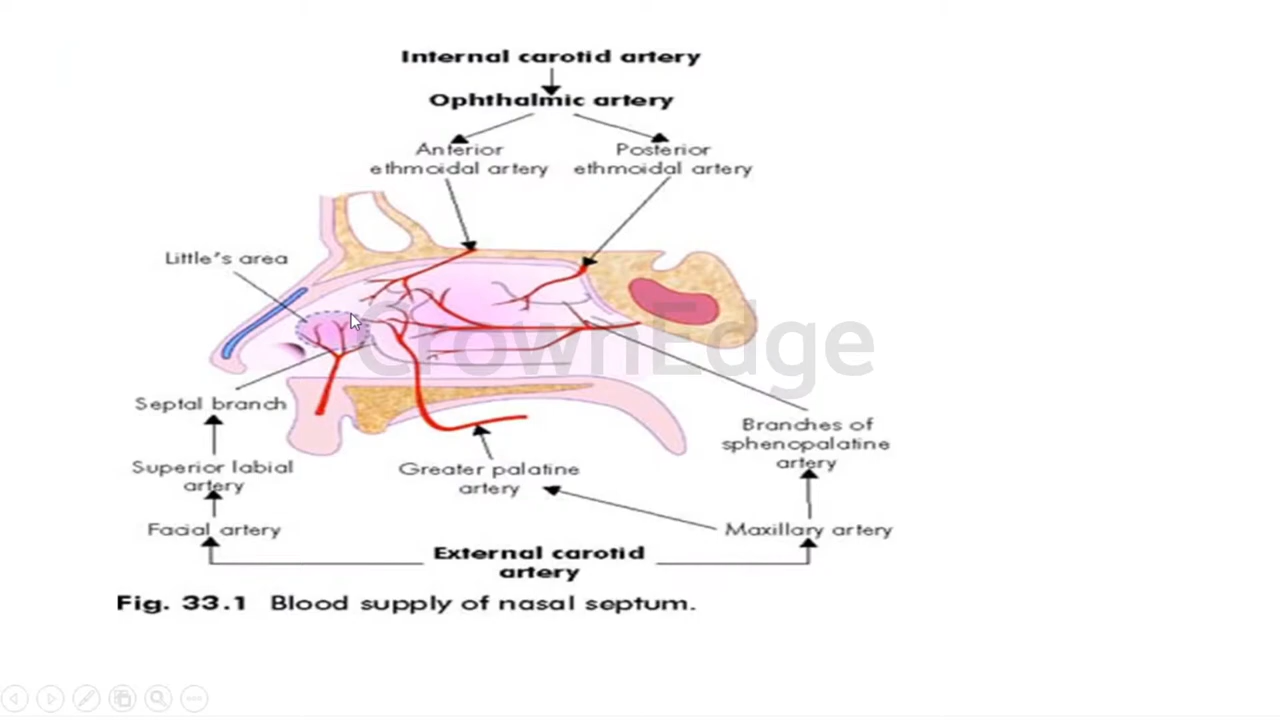 Internal carotid artery
Ophthalmic artery
Anterior
ethmoidal artery
Posterior
ethmoidal artery
Little's area
CrownEdge
Septal branch
Superior labial
artery
Facial artery
Greater palatine
artery
Branches of
sphenopalatine
artery
Maxillary artery
External carotid
artery
Fig. 33.1 Blood supply of nasal septum.